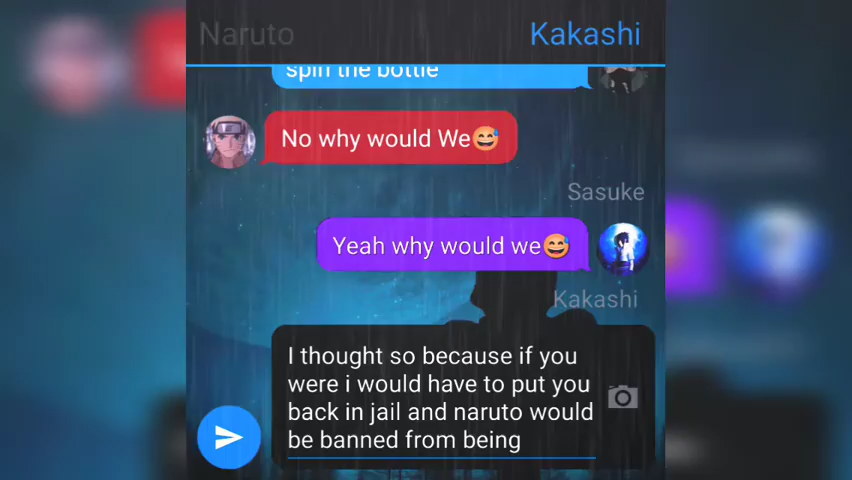 Naruto Kakashi
spin the bottle
No why would We😅
Sasuke
Yeah why would we😅
Kakashi
I thought so because if you
were i would have to put you
back in jail and naruto would
be banned from being